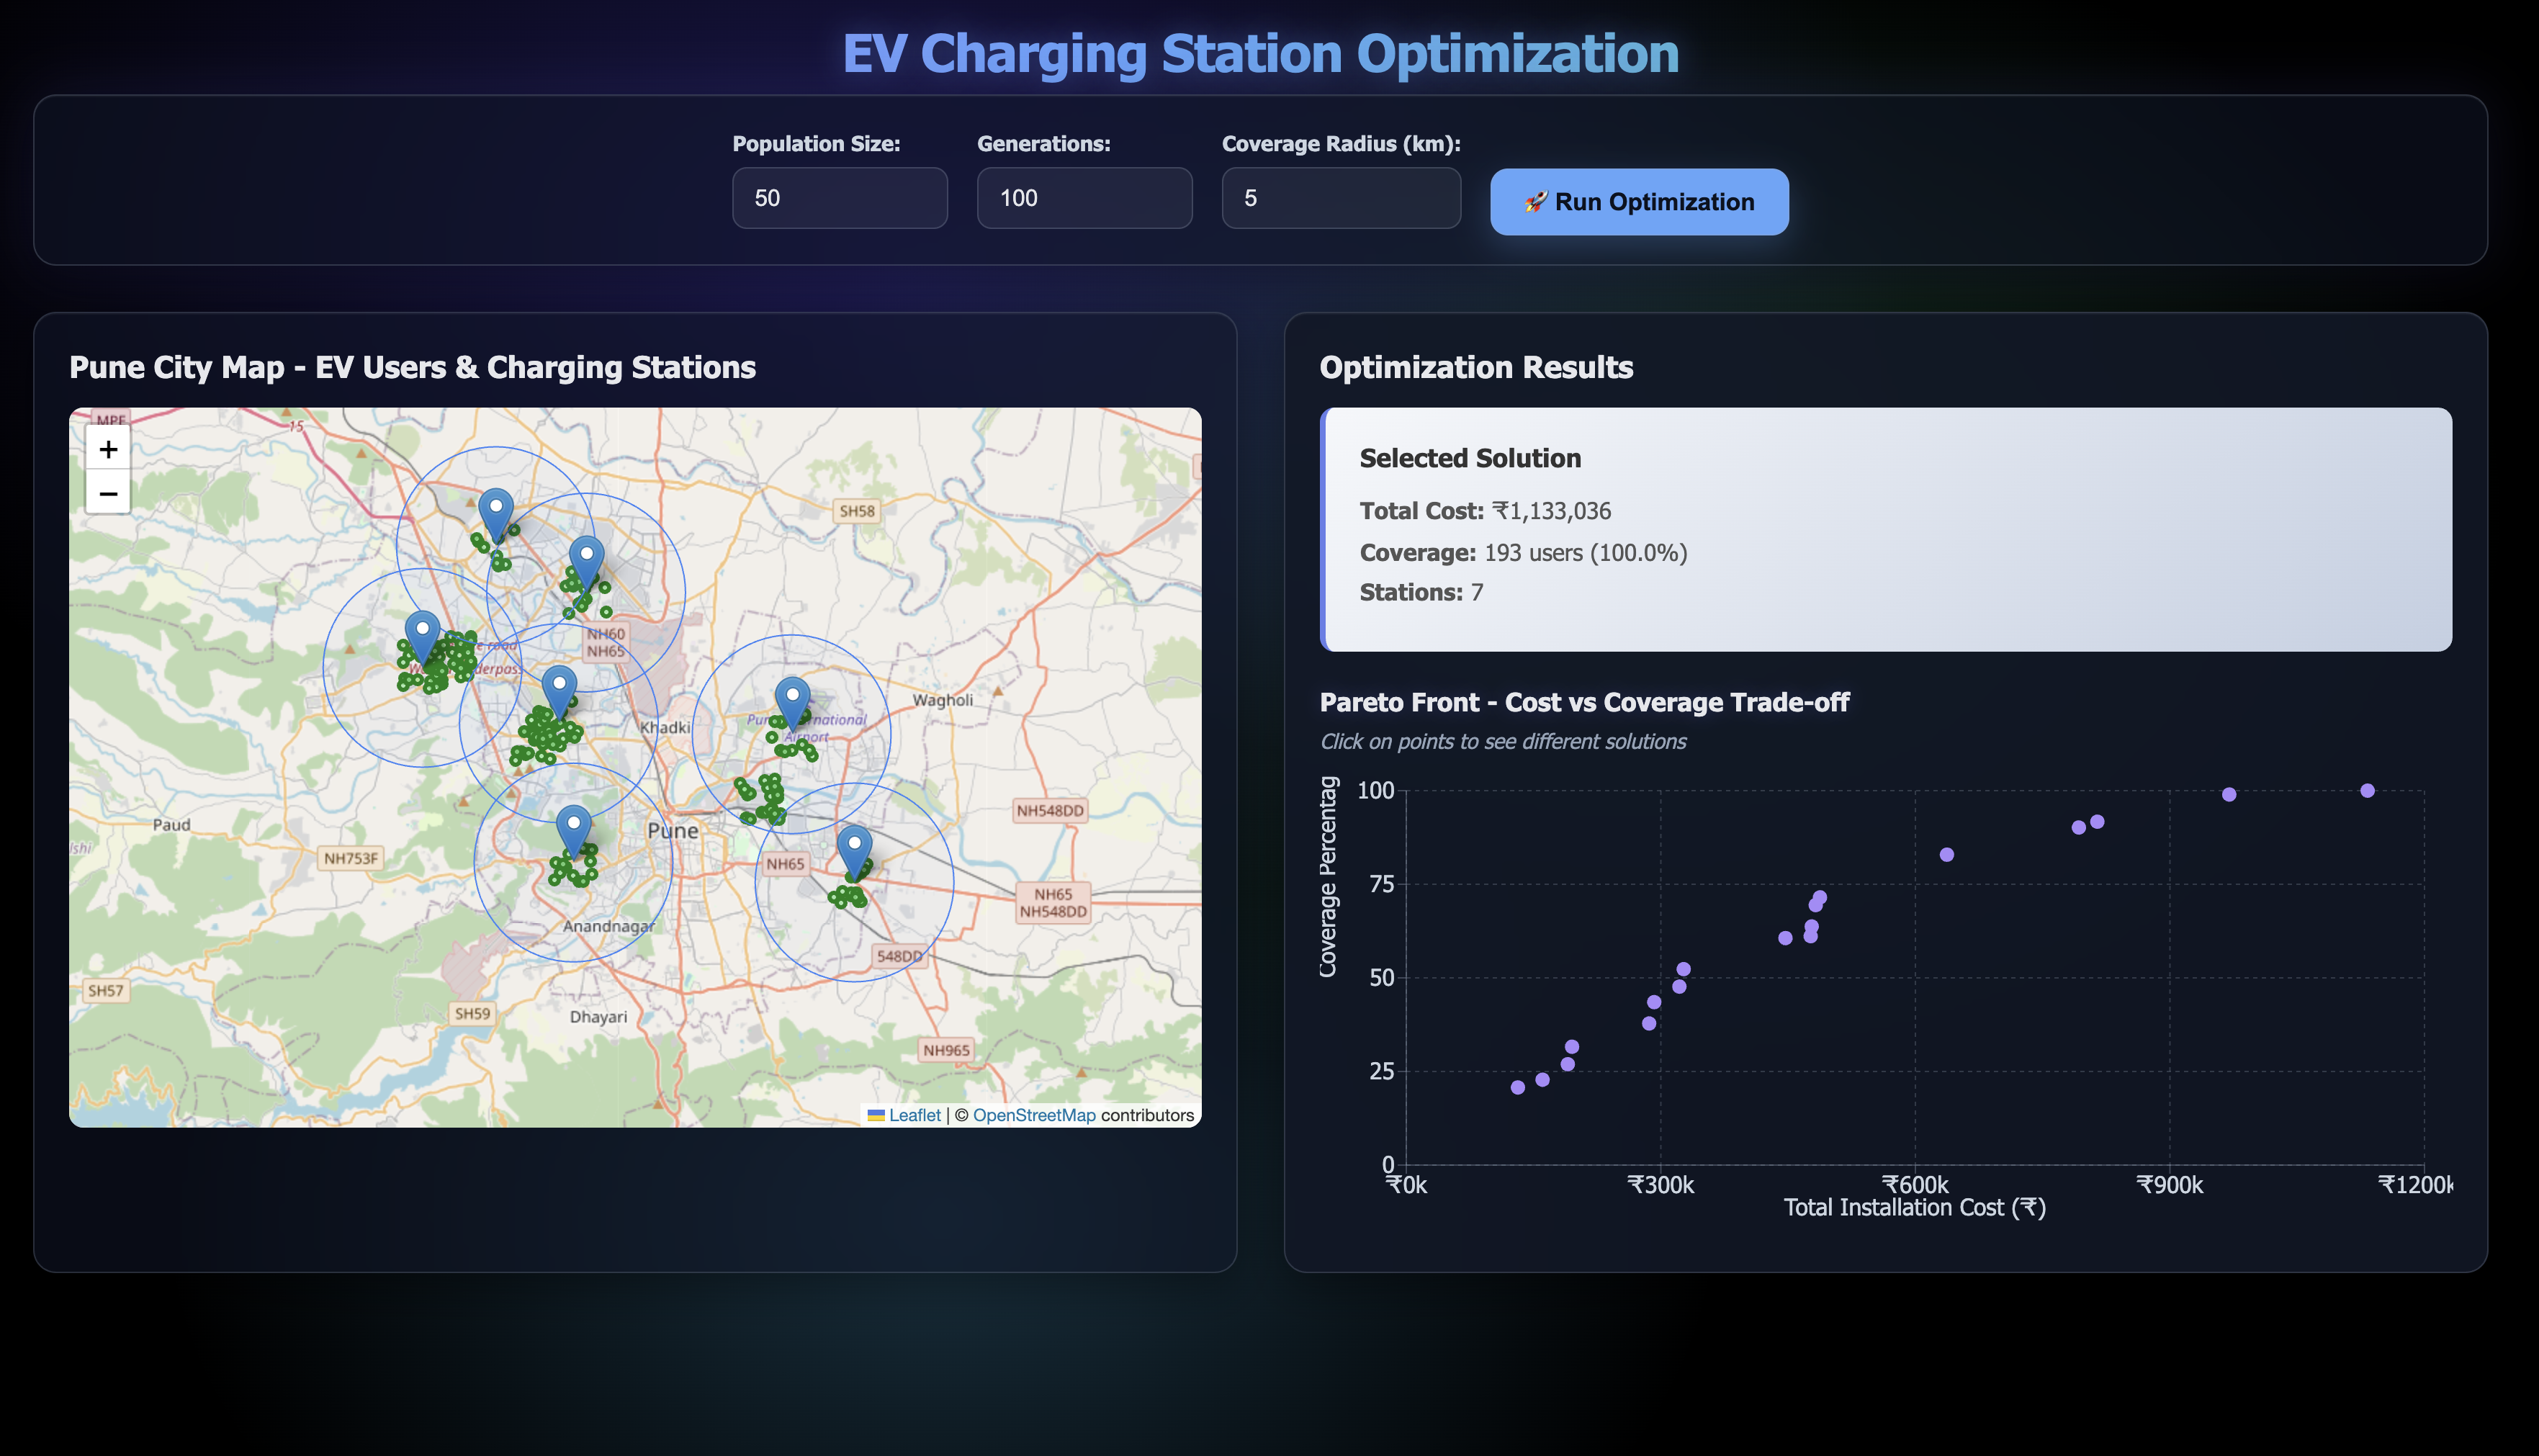 EV Charging Station Optimization
Population Size:
Generations:
Coverage Radius (km):
50
100
5
🚀 Run Optimization
Pune City Map - EV Users & Charging Stations
MPE
15
+
−
SH58
NH60
NH65
Wagholi
Khadki
Airport
Paud
Pune
NH548DD
NH753F
NH65
NH65
NH548DD
Anandnagar
548DD
SH57
SH59
Dhayari
NH965
Leaflet | © OpenStreetMap contributors
Optimization Results
Selected Solution
Total Cost: ₹1,133,036
Coverage: 193 users (100.0%)
Stations: 7
Pareto Front - Cost vs Coverage Trade-off
Click on points to see different solutions
Coverage Percentag
100
75
50
25
0
₹0k
₹300k
₹600k
₹900k
₹1200k
Total Installation Cost (₹)